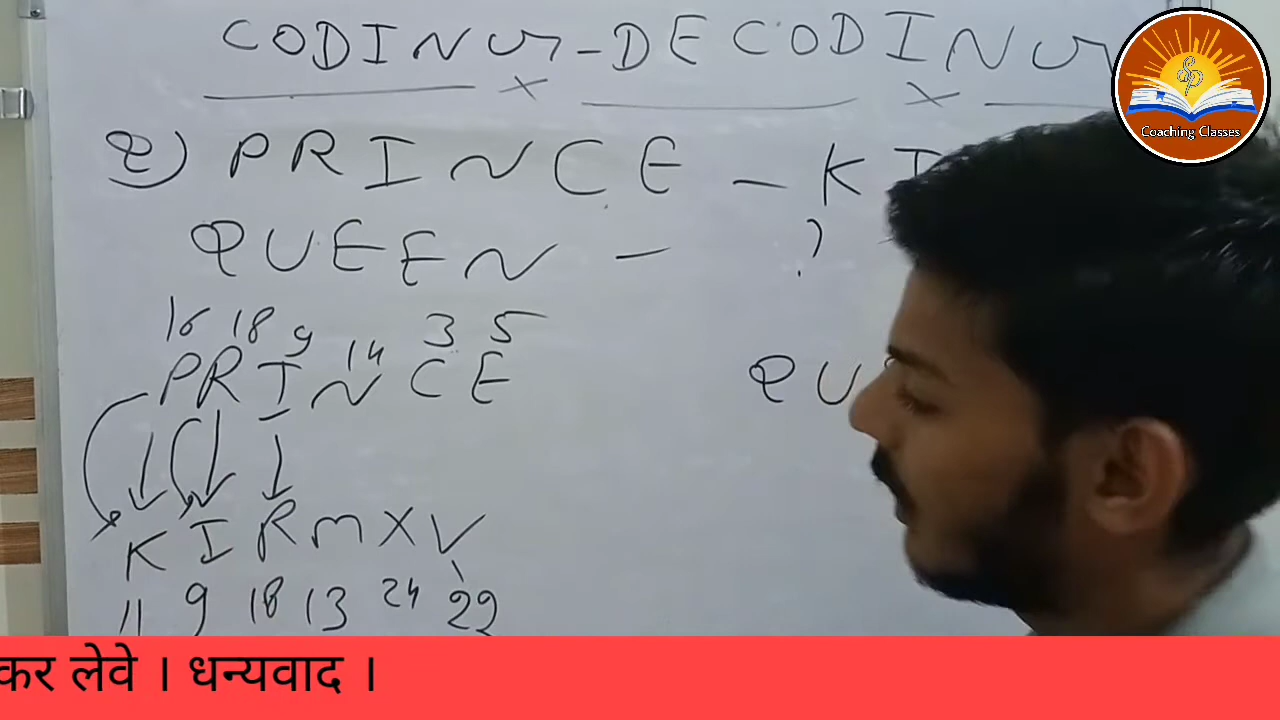 CODING-DECODING
Coaching Classes
Q) PRINCE - KI
QUEEN - ?
16 18 9 14 3 5
PRINCE
QU
KIRMXV
11 9 18 13 24 22
कर लेवे । धन्यवाद ।